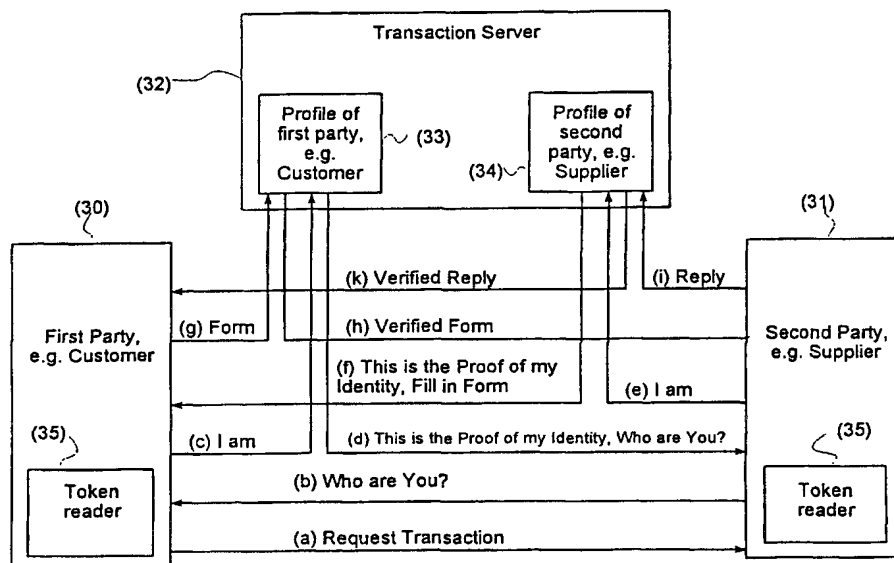 Transaction Server
(32)
Profile of
first party,
e.g.
Customer
(33)
Profile of
second
party, e.g.
Supplier
(34)
(30)
(31)
(k) Verified Reply
(i) Reply
First Party,
e.g. Customer
(g) Form
(h) Verified Form
Second Party,
e.g. Supplier
(f) This is the Proof of my
Identity, Fill in Form
(e) I am
(35)
(c) I am
(d) This is the Proof of my Identity, Who are You?
(35)
Token
reader
(b) Who are You?
Token
reader
(a) Request Transaction